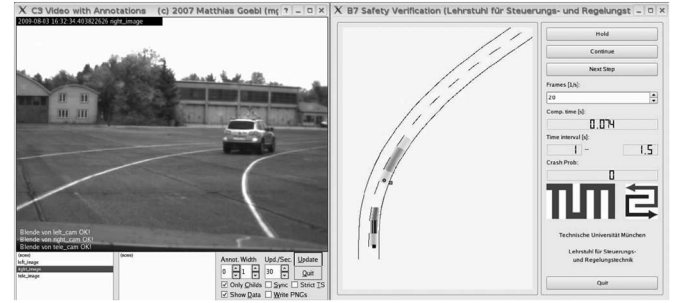 C3 Video with Annotations (c) 2007 Matthias Goebl (mg
2009-08-03 16:32:34.403822626 right_image
Blende von left_cam OK!
Blende von right_cam OK!
Blende von tele_cam OK!
(none)
left_image
right_image
tele_image
(none)
Annot. Width Upd./Sec. Update
0 1 30 Quit
Only Childs Sync Strict TS
Show Data Write PNGs
B7 Safety Verification (Lehrstuhl für Steuerungs- und Regelungst
Hold
Continue
Next Step
Frames [1/s]:
20
Comp. time [s]:
0.074
Time interval [s]:
1 - 1.5
Crash Prob:
0
TUM
Technische Universität München
Lehrstuhl für Steuerungs-
und Regelungstechnik
Quit